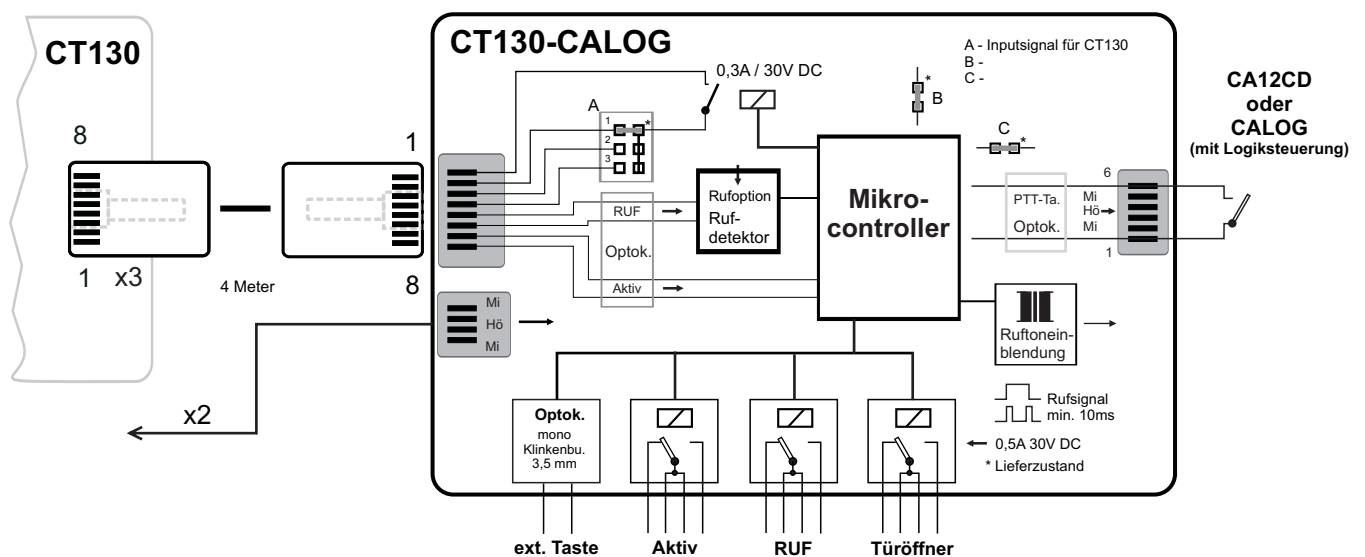 CT130
8
1
x3
4 Meter
1
8
x2
CT130-CALOG
0,3A / 30V DC
A
1
*
2
3
RUF
Optok.
Aktiv
Rufoption
Ruf-
detektor
Mi
Hö
Mi
*
B
A - Inputsignal für CT130
B -
C -
C
*
Mikro-
controller
PTT-Ta.
Optok.
6
Mi
Hö
Mi
1
CA12CD
oder
CALOG
(mit Logiksteuerung)
Ruftonein-
blendung
Rufsignal
min. 10ms
0,5A 30V DC
* Lieferzustand
Optok.
mono
Klinkenbu.
3,5 mm
ext. Taste
Aktiv
RUF
Türöffner